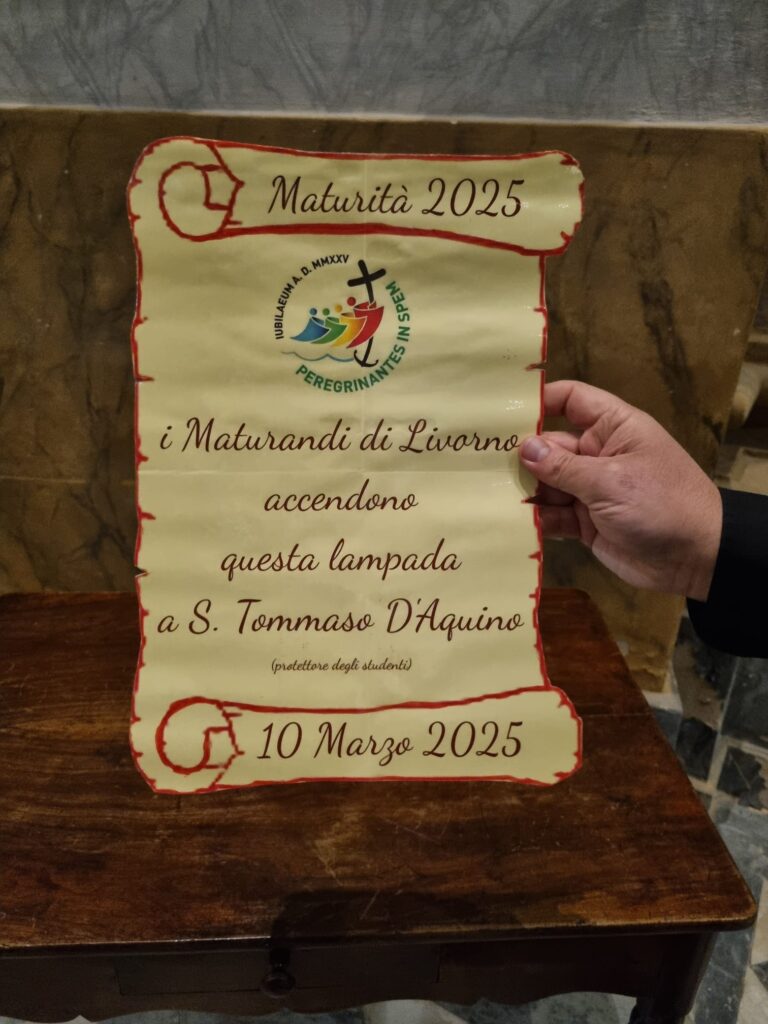 Maturità 2025
IUBILAEUM A. D. MMXXV
PEREGRINANTES IN SPEM
i Maturandi di Livorno
accendono
questa lampada
a S. Tommaso D'Aquino
(protettore degli studenti)
10 Marzo 2025